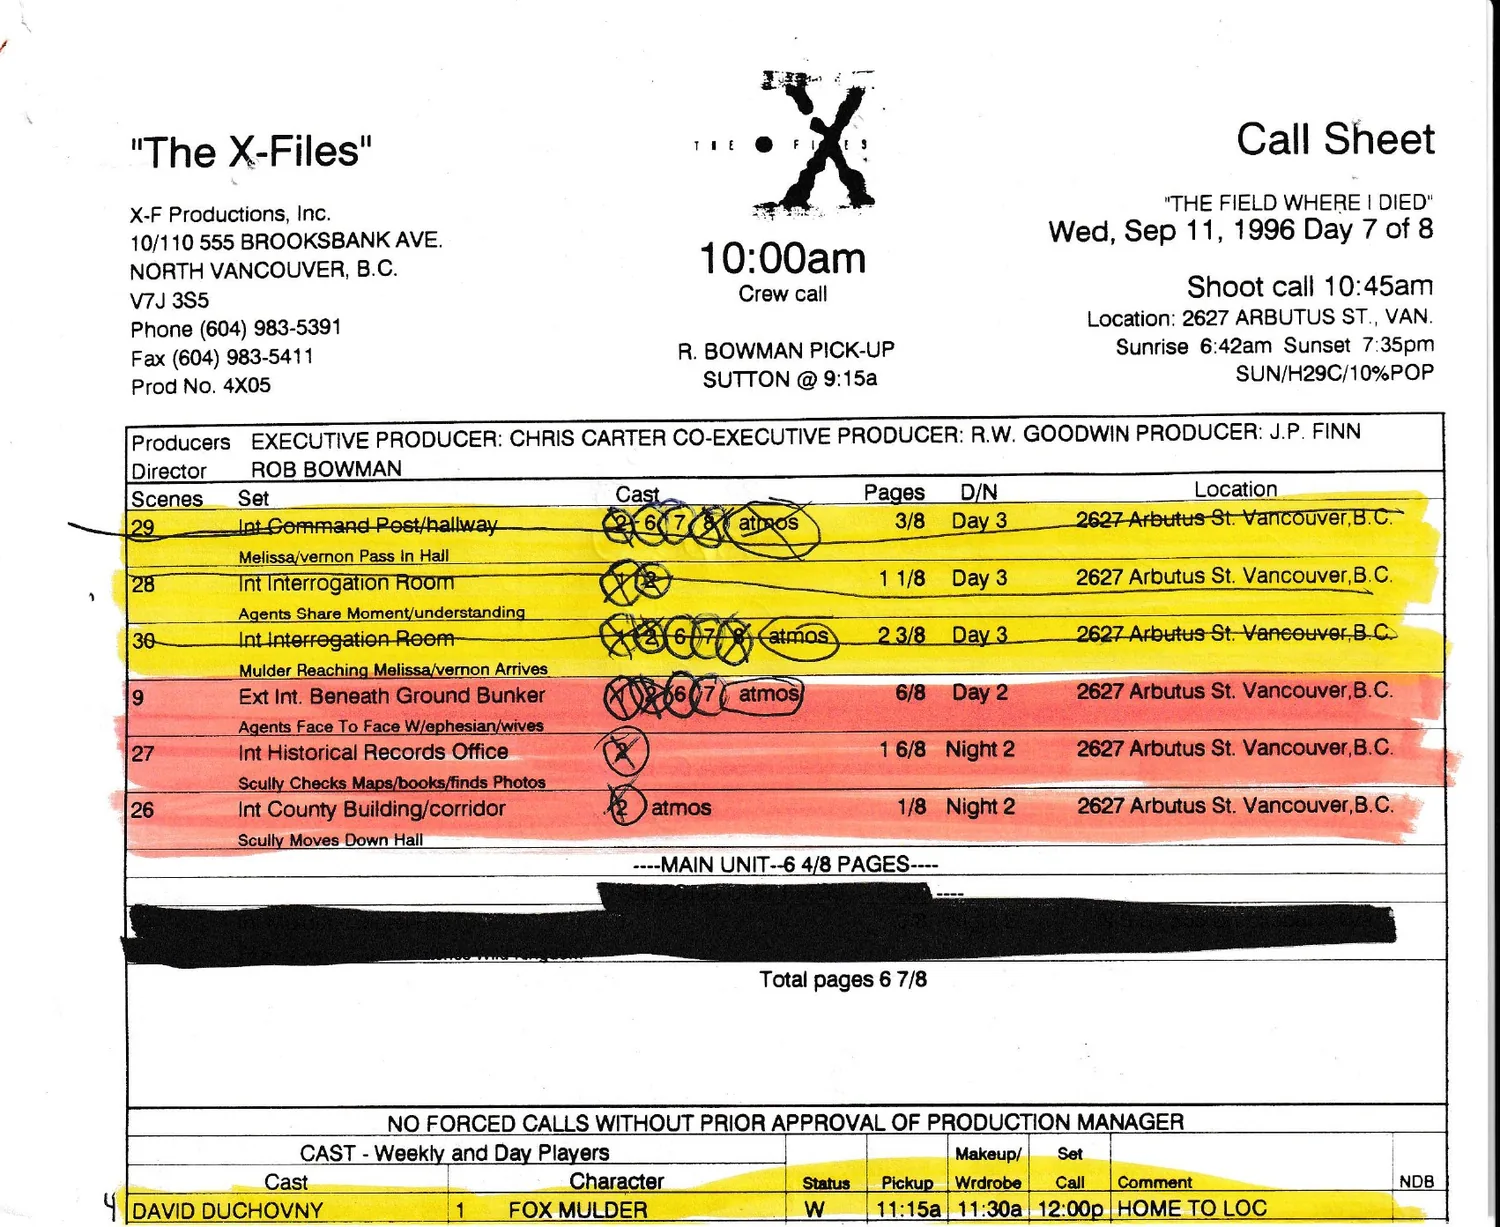 "The X-Files"
X-F Productions, Inc.
10/110 555 BROOKSBANK AVE.
NORTH VANCOUVER, B.C.
V7J 3S5
Phone (604) 983-5391
Fax (604) 983-5411
Prod No. 4X05
THE X FILES
10:00am
Crew call
R. BOWMAN PICK-UP
SUTTON @ 9:15a
Call Sheet
"THE FIELD WHERE I DIED"
Wed, Sep 11, 1996 Day 7 of 8
Shoot call 10:45am
Location: 2627 ARBUTUS ST., VAN.
Sunrise 6:42am Sunset 7:35pm
SUN/H29C/10%POP
Producers EXECUTIVE PRODUCER: CHRIS CARTER CO-EXECUTIVE PRODUCER: R.W. GOODWIN PRODUCER: J.P. FINN
Director ROB BOWMAN
Scenes Set Cast Pages D/N Location
29 Int Command Post/hallway 2 6 7 8 atmos 3/8 Day 3 2627 Arbutus St. Vancouver,B.C.
Melissa/vernon Pass In Hall
28 Int Interrogation Room 1 2 1 1/8 Day 3 2627 Arbutus St. Vancouver,B.C.
Agents Share Moment/understanding
30 Int Interrogation Room 1 2 6 7 8 atmos 2 3/8 Day 3 2627 Arbutus St. Vancouver,B.C.
Mulder Reaching Melissa/vernon Arrives
9 Ext Int. Beneath Ground Bunker 1 2 6 7 atmos 6/8 Day 2 2627 Arbutus St. Vancouver,B.C.
Agents Face To Face W/ephesian/wives
27 Int Historical Records Office 2 1 6/8 Night 2 2627 Arbutus St. Vancouver,B.C.
Scully Checks Maps/books/finds Photos
26 Int County Building/corridor 2 atmos 1/8 Night 2 2627 Arbutus St. Vancouver,B.C.
Scully Moves Down Hall
----MAIN UNIT--6 4/8 PAGES----
----
Total pages 6 7/8
NO FORCED CALLS WITHOUT PRIOR APPROVAL OF PRODUCTION MANAGER
CAST - Weekly and Day Players
Cast Character Status Pickup Makeup/ Wrdrobe Set Call Comment NDB
4 DAVID DUCHOVNY 1 FOX MULDER W 11:15a 11:30a 12:00p HOME TO LOC